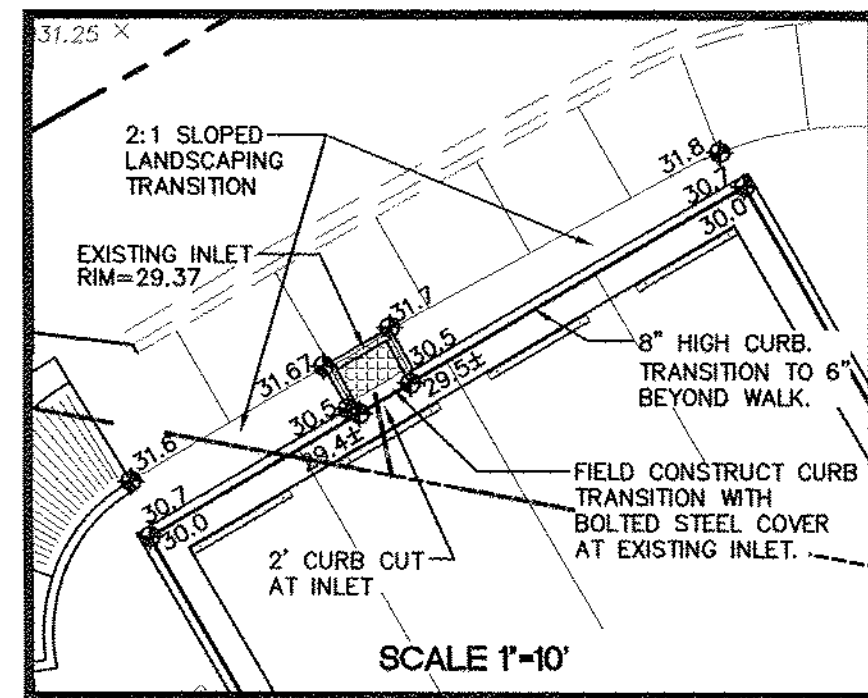 31.25 ×
2:1 SLOPED
LANDSCAPING
TRANSITION
31.8
30.7
30.0
EXISTING INLET
RIM=29.37
31.7
30.5
29.5±
31.67
30.5
29.4±
8" HIGH CURB.
TRANSITION TO 6"
BEYOND WALK.
31.6
30.7
30.0
FIELD CONSTRUCT CURB
TRANSITION WITH
BOLTED STEEL COVER
AT EXISTING INLET.
2' CURB CUT
AT INLET
SCALE 1"=10'